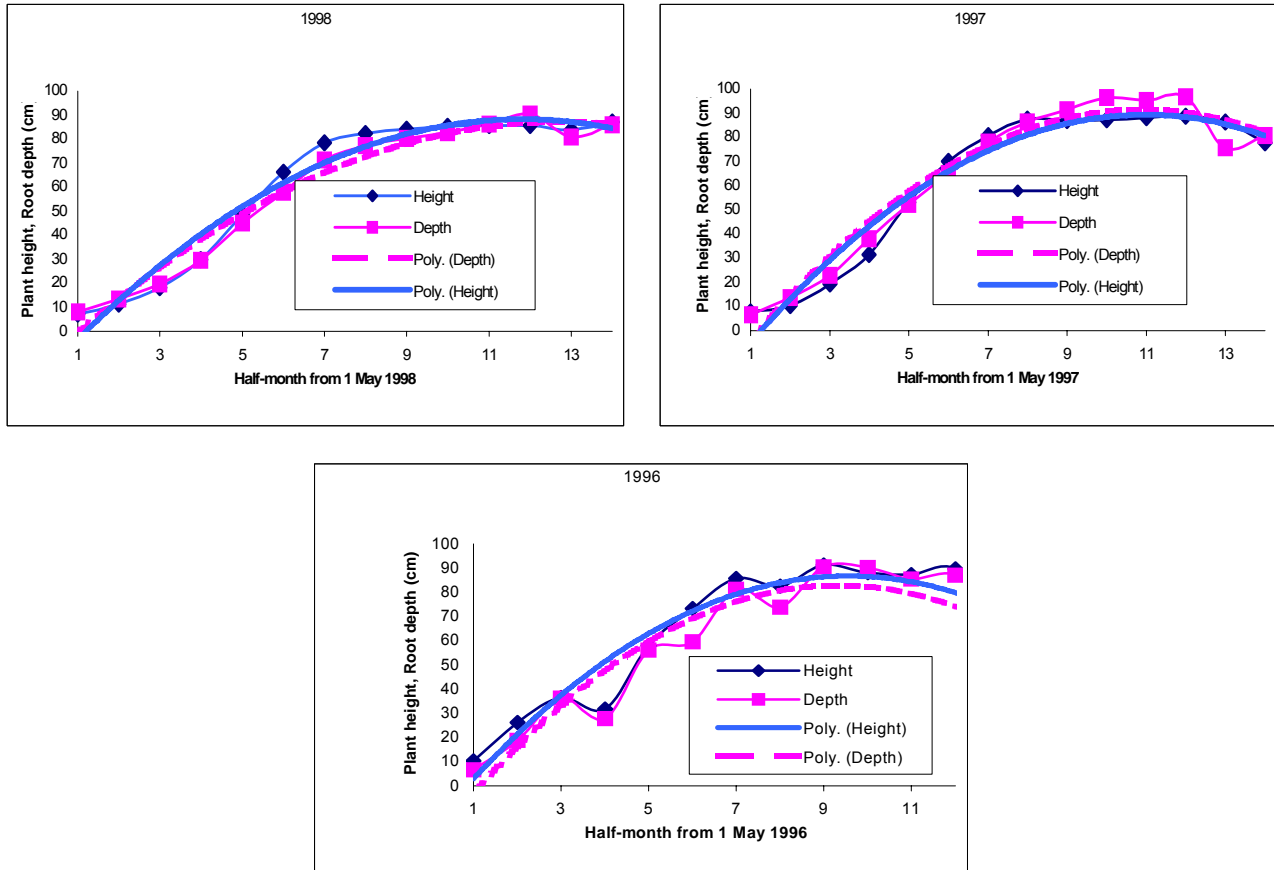 1998
Plant height, Root depth (cm
100
90
80
70
60
50
40
30
20
10
0
1 3 5 7 9 11 13
Half-month from 1 May 1998
Height
Depth
Poly. (Depth)
Poly. (Height)
1997
Plant height, Root depth (cm)
100
90
80
70
60
50
40
30
20
10
0
1 3 5 7 9 11 13
Half-month from 1 May 1997
Height
Depth
Poly. (Depth)
Poly. (Height)
1996
Plant height, Root depth (cm)
100
90
80
70
60
50
40
30
20
10
0
1 3 5 7 9 11
Half-month from 1 May 1996
Height
Depth
Poly. (Height)
Poly. (Depth)